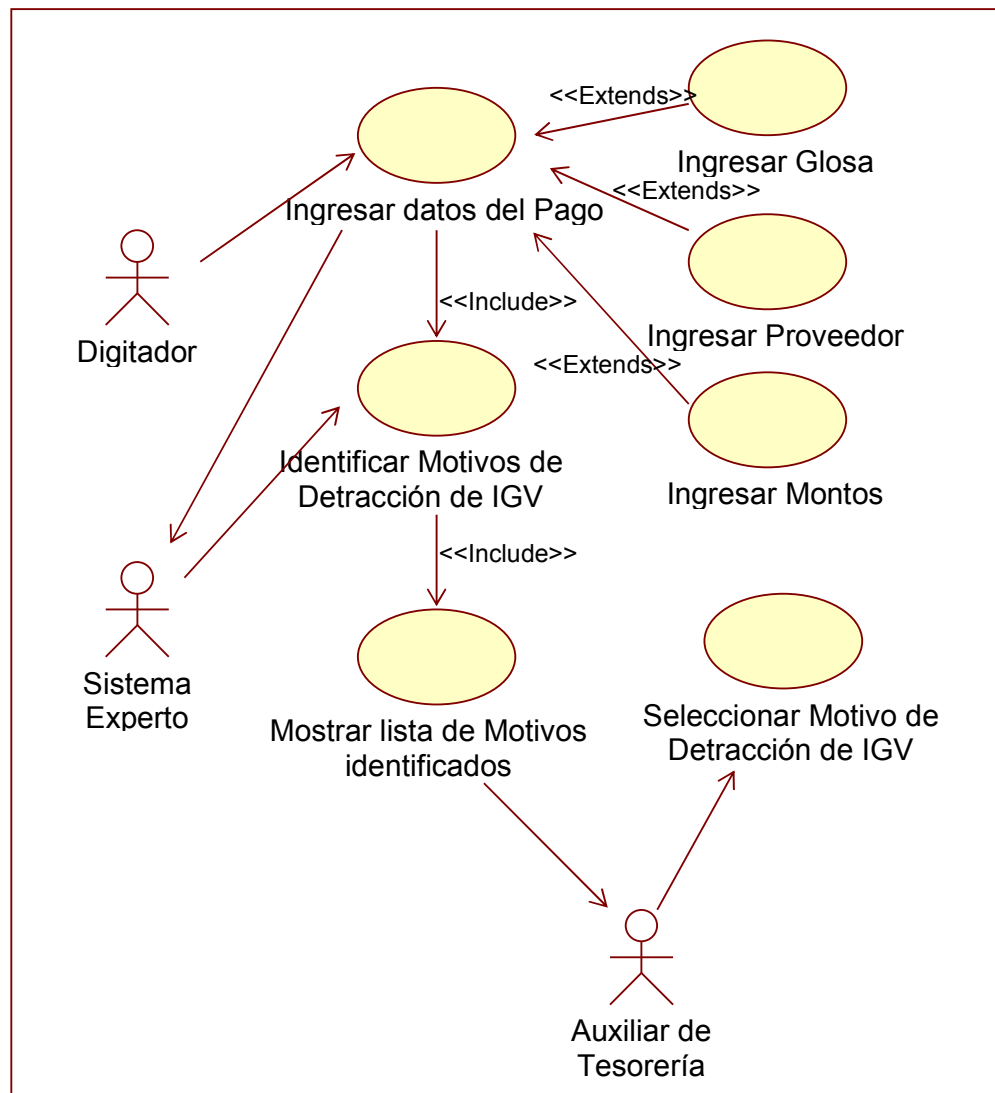 <<Extends>>
Ingresar Glosa
Ingresar datos del Pago
<<Extends>>
Digitador
<<Include>>
Ingresar Proveedor
<<Extends>>
Identificar Motivos de
Detracción de IGV
Ingresar Montos
<<Include>>
Sistema
Experto
Mostrar lista de Motivos
identificados
Seleccionar Motivo de
Detracción de IGV
Auxiliar de
Tesorería